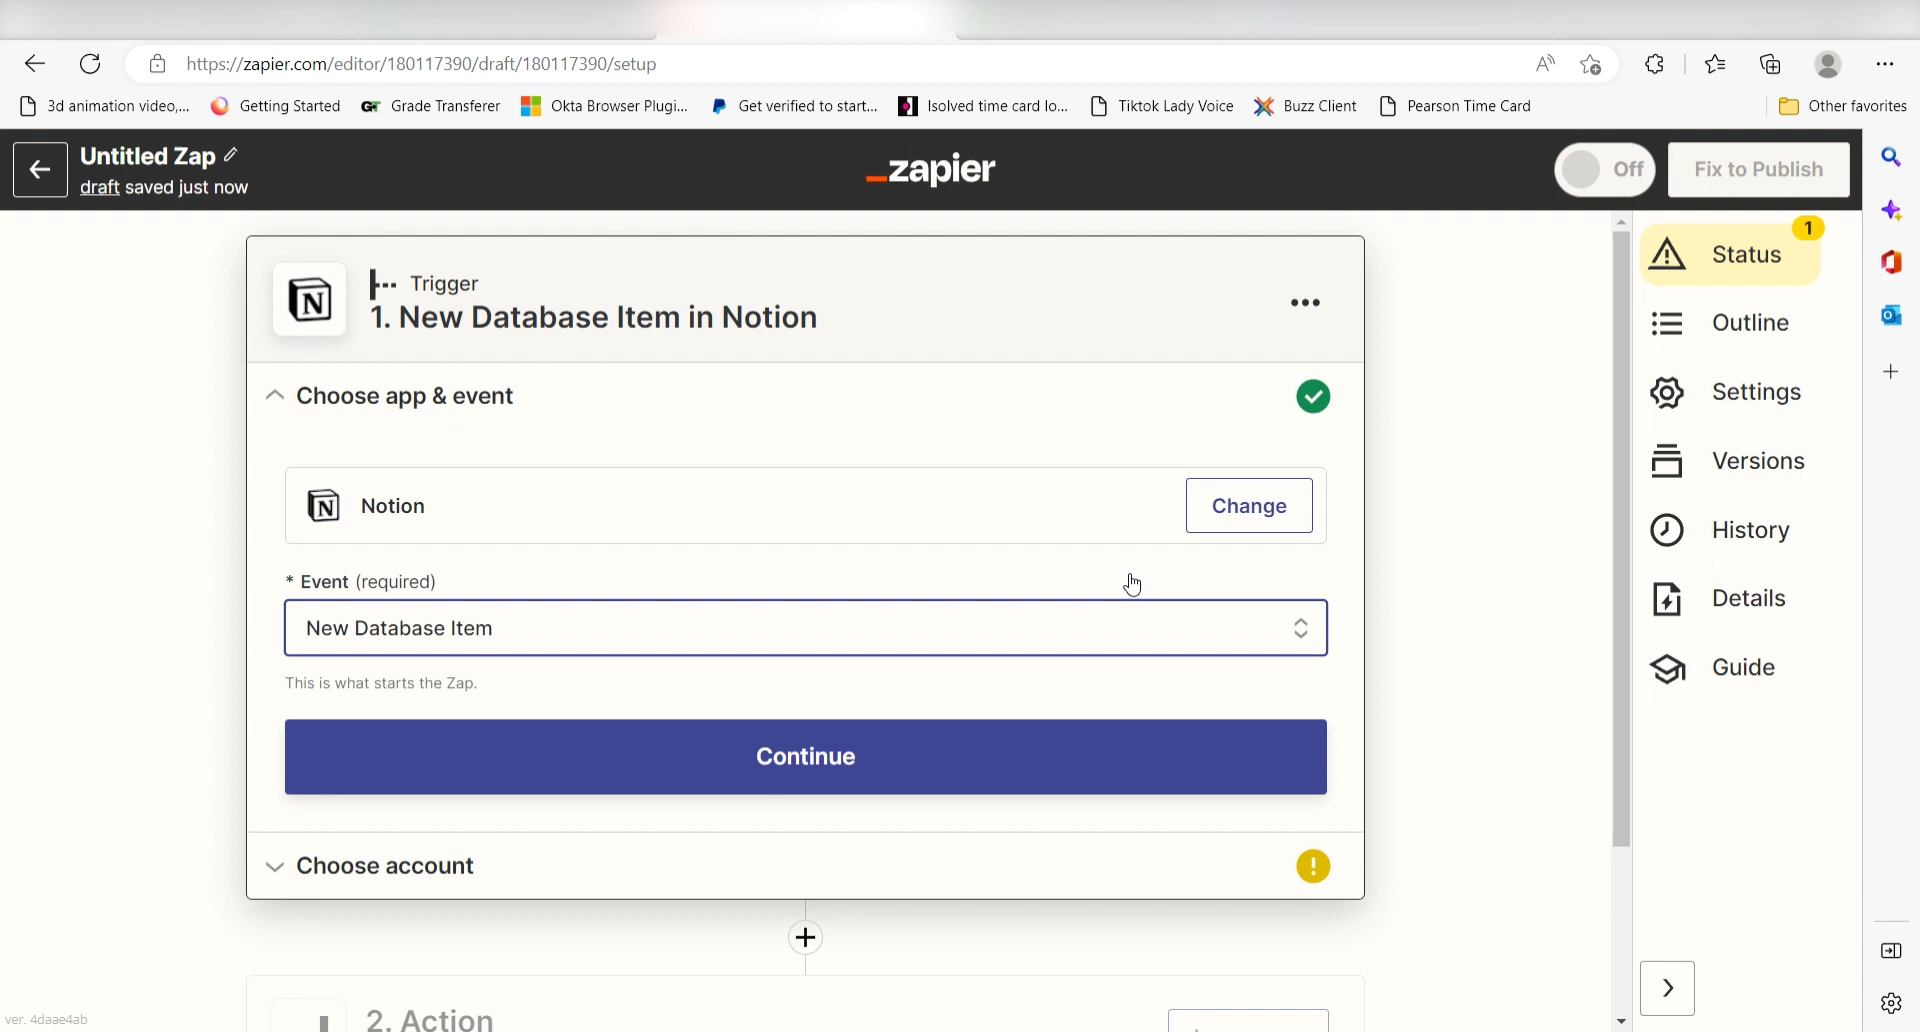 https://zapier.com/editor/180117390/draft/180117390/setup
3d animation video,... Getting Started Grade Transferer Okta Browser Plugi... Get verified to start... Isolved time card lo... Tiktok Lady Voice Buzz Client Pearson Time Card Other favorites
Untitled Zap
draft saved just now
_zapier
Off
Fix to Publish
Trigger
1. New Database Item in Notion
Choose app & event
Notion
Change
* Event (required)
New Database Item
This is what starts the Zap.
Continue
Choose account
2. Action
1
Status
Outline
Settings
Versions
History
Details
Guide
ver. 4daae4ab